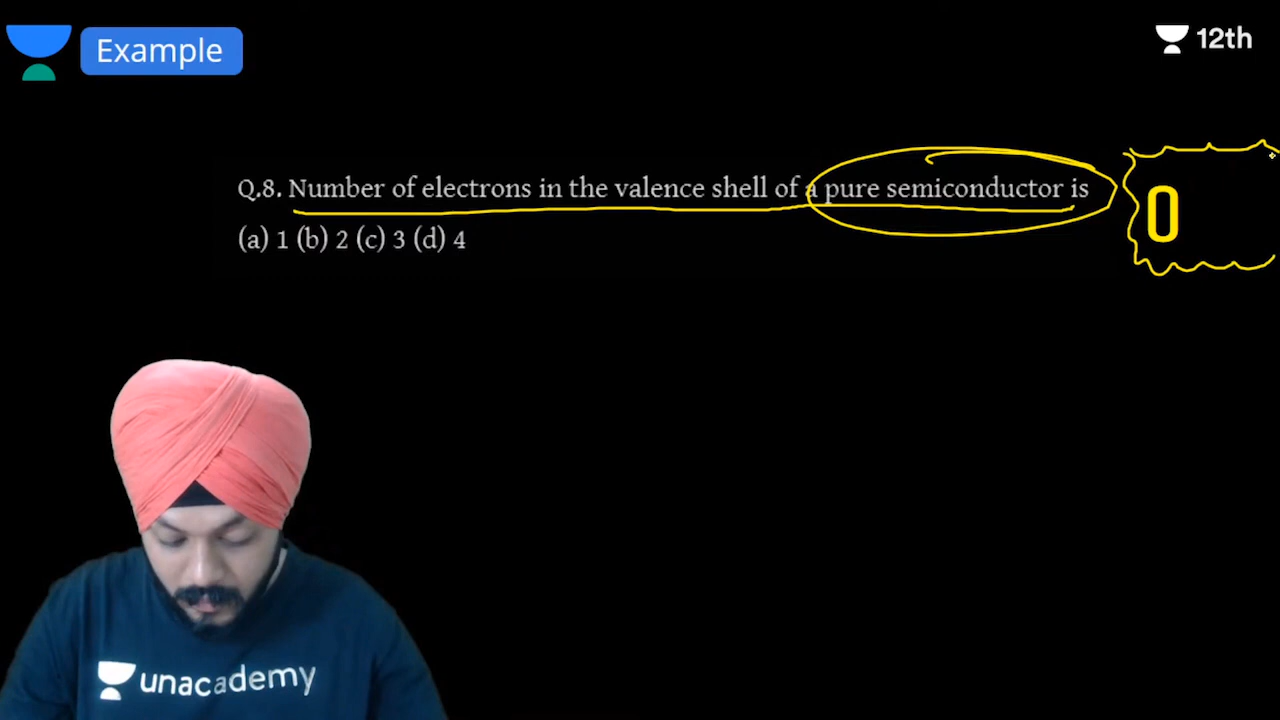 Example
12th
Q.8. Number of electrons in the valence shell of a pure semiconductor is
0
(a) 1 (b) 2 (c) 3 (d) 4
unacademy